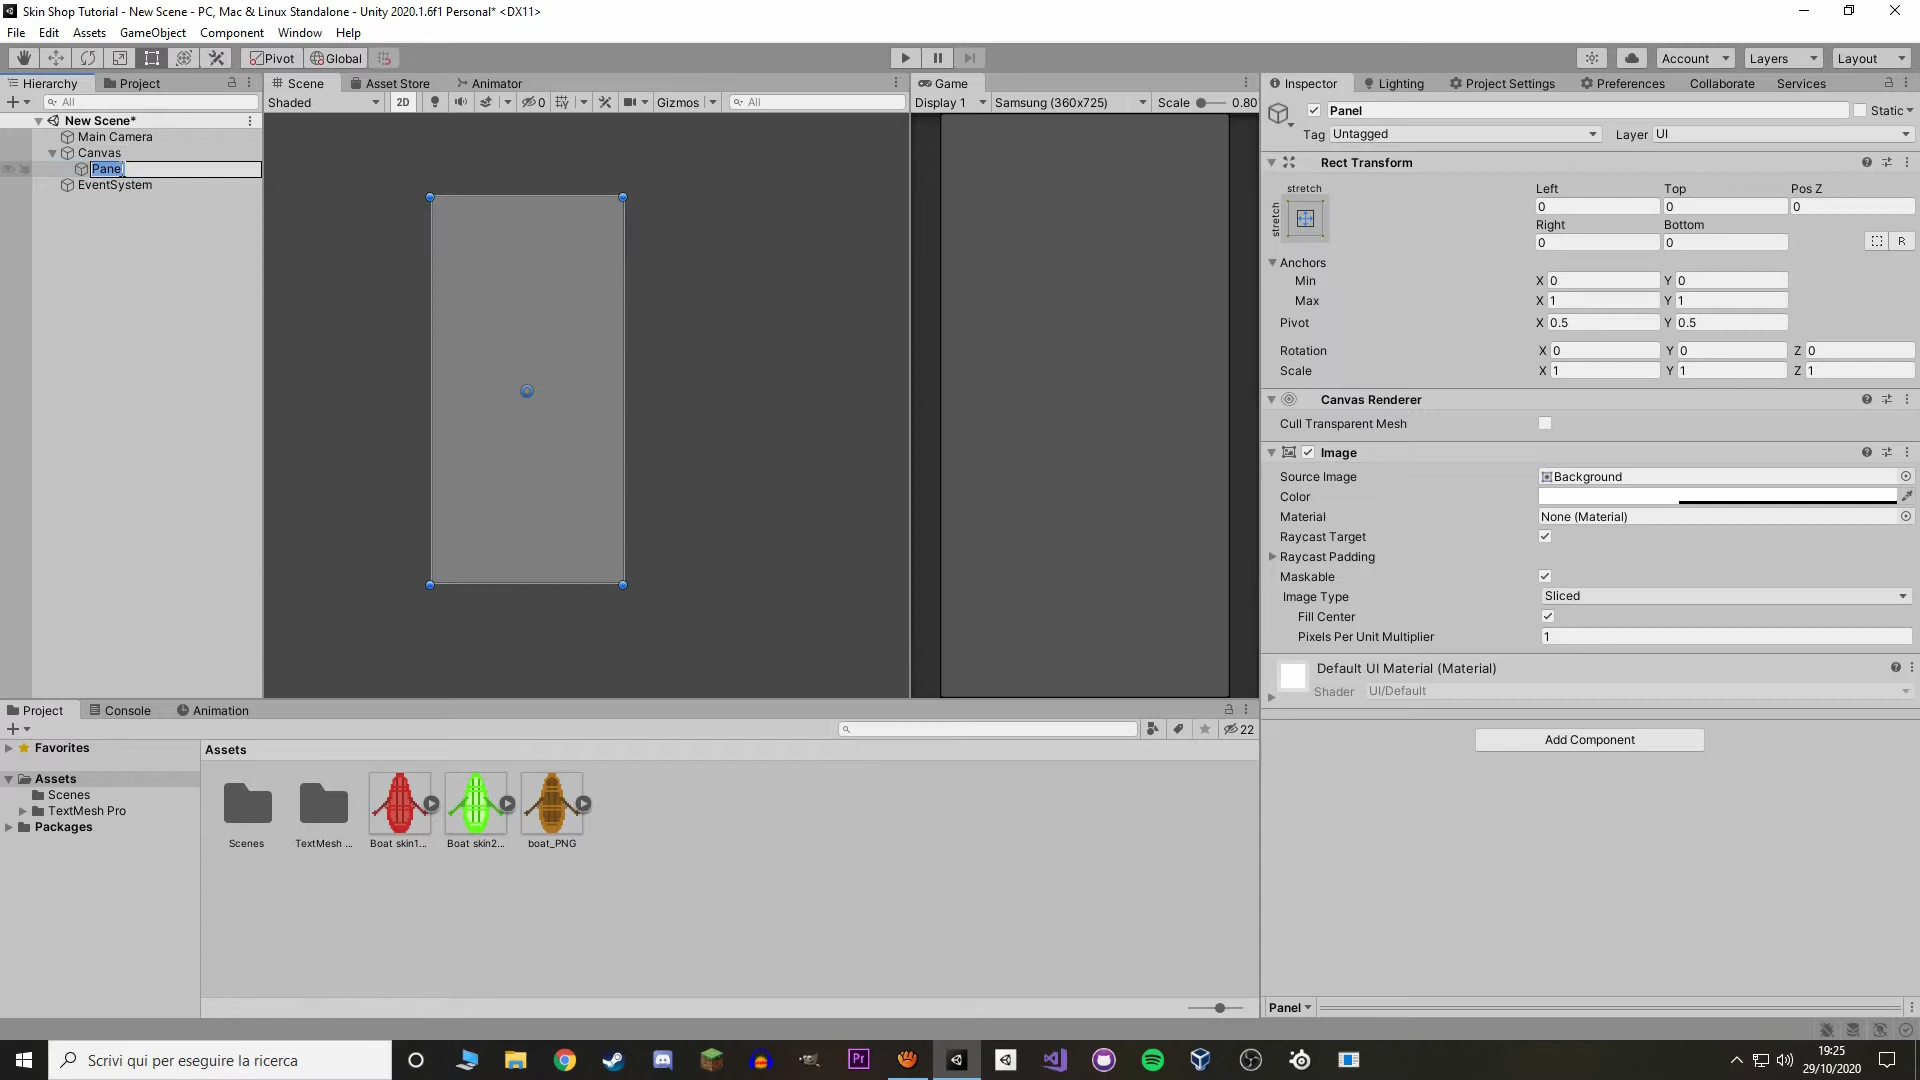 Skin Shop Tutorial - New Scene - PC, Mac & Linux Standalone - Unity 2020.1.6f1 Personal* <DX11>
File Edit Assets GameObject Component Window Help
Pivot Global Account Layers Layout
Hierarchy Project Scene Asset Store Animator Game Inspector Lighting Project Settings Preferences Collaborate Services
All Shaded 2D 0 Gizmos All Display 1 Samsung (360x725) Scale 0.80
New Scene*
Main Camera
Canvas
Pane
EventSystem
Panel Static
Tag Untagged Layer UI
Rect Transform
stretch Left Top Pos Z
stretch 0 0 0
Right Bottom
0 0 R
Anchors
Min X 0 Y 0
Max X 1 Y 1
Pivot X 0.5 Y 0.5
Rotation X 0 Y 0 Z 0
Scale X 1 Y 1 Z 1
Canvas Renderer
Cull Transparent Mesh
Image
Source Image Background
Color
Material None (Material)
Raycast Target
Raycast Padding
Maskable
Image Type Sliced
Fill Center
Pixels Per Unit Multiplier 1
Default UI Material (Material)
Shader UI/Default
Add Component
Panel
Project Console Animation
22
Favorites
Assets
Scenes
TextMesh Pro
Packages
Assets
Scenes TextMesh ... Boat skin1... Boat skin2... boat_PNG
Scrivi qui per eseguire la ricerca
Pr
19:25
29/10/2020